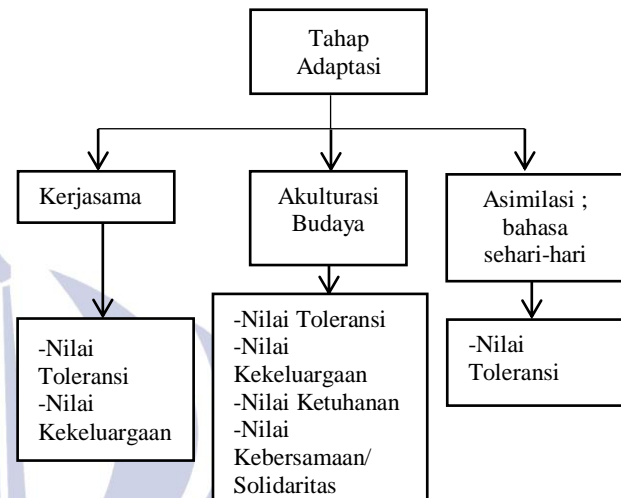 Tahap
Adaptasi
Kerjasama
Akulturasi
Budaya
Asimilasi ;
bahasa
sehari-hari
-Nilai
Toleransi
-Nilai
Kekeluargaan
-Nilai Toleransi
-Nilai
Kekeluargaan
-Nilai Ketuhanan
-Nilai
Kebersamaan/
Solidaritas
-Nilai
Toleransi